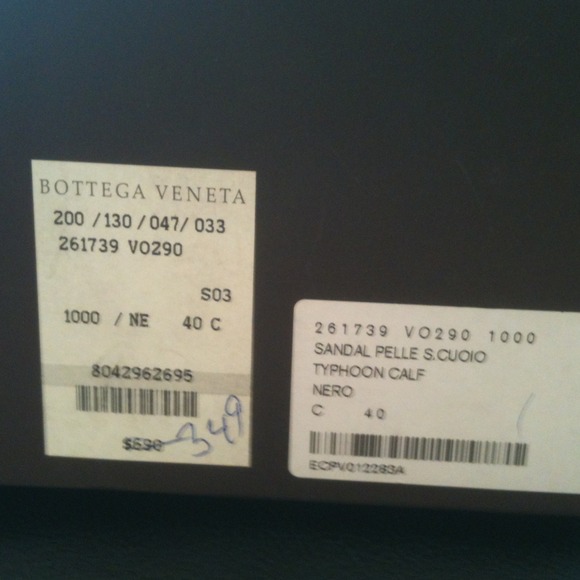 BOTTEGA VENETA
200 /130 /047/ 033
261739 VO290
S03
1000 / NE 40 C
8042962695
$590
349
261739 VO290 1000
SANDAL PELLE S.CUOIO
TYPHOON CALF
NERO
C 40
ECPV012283A